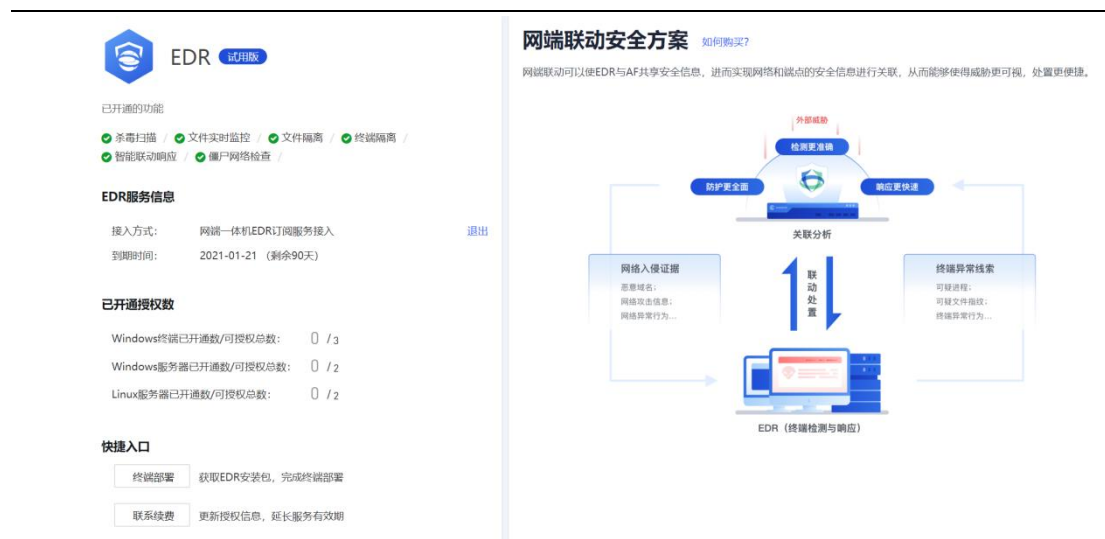 EDR 试用版
已开通的功能
杀毒扫描 / 文件实时监控 / 文件隔离 / 终端隔离 /
智能联动响应 / 僵尸网络检查 /
EDR服务信息
接入方式： 网端一体机EDR订阅服务接入 退出
到期时间： 2021-01-21 （剩余90天）
已开通授权数
Windows终端已开通数/可授权总数： 0 / 3
Windows服务器已开通数/可授权总数： 0 / 2
Linux服务器已开通数/可授权总数： 0 / 2
快捷入口
终端部署 获取EDR安装包，完成终端部署
联系续费 更新授权信息，延长服务有效期
网端联动安全方案 如何购买?
网端联动可以使EDR与AF共享安全信息，进而实现网络和端点的安全信息进行关联，从而能够使得威胁更可视，处置更便捷。
外部威胁
检测更准确
防护更全面
响应更快速
关联分析
网络入侵证据
恶意域名；
网络攻击信息；
网络异常行为...
联动处置
终端异常线索
可疑进程；
可疑文件指纹；
终端异常行为...
EDR（终端检测与响应）